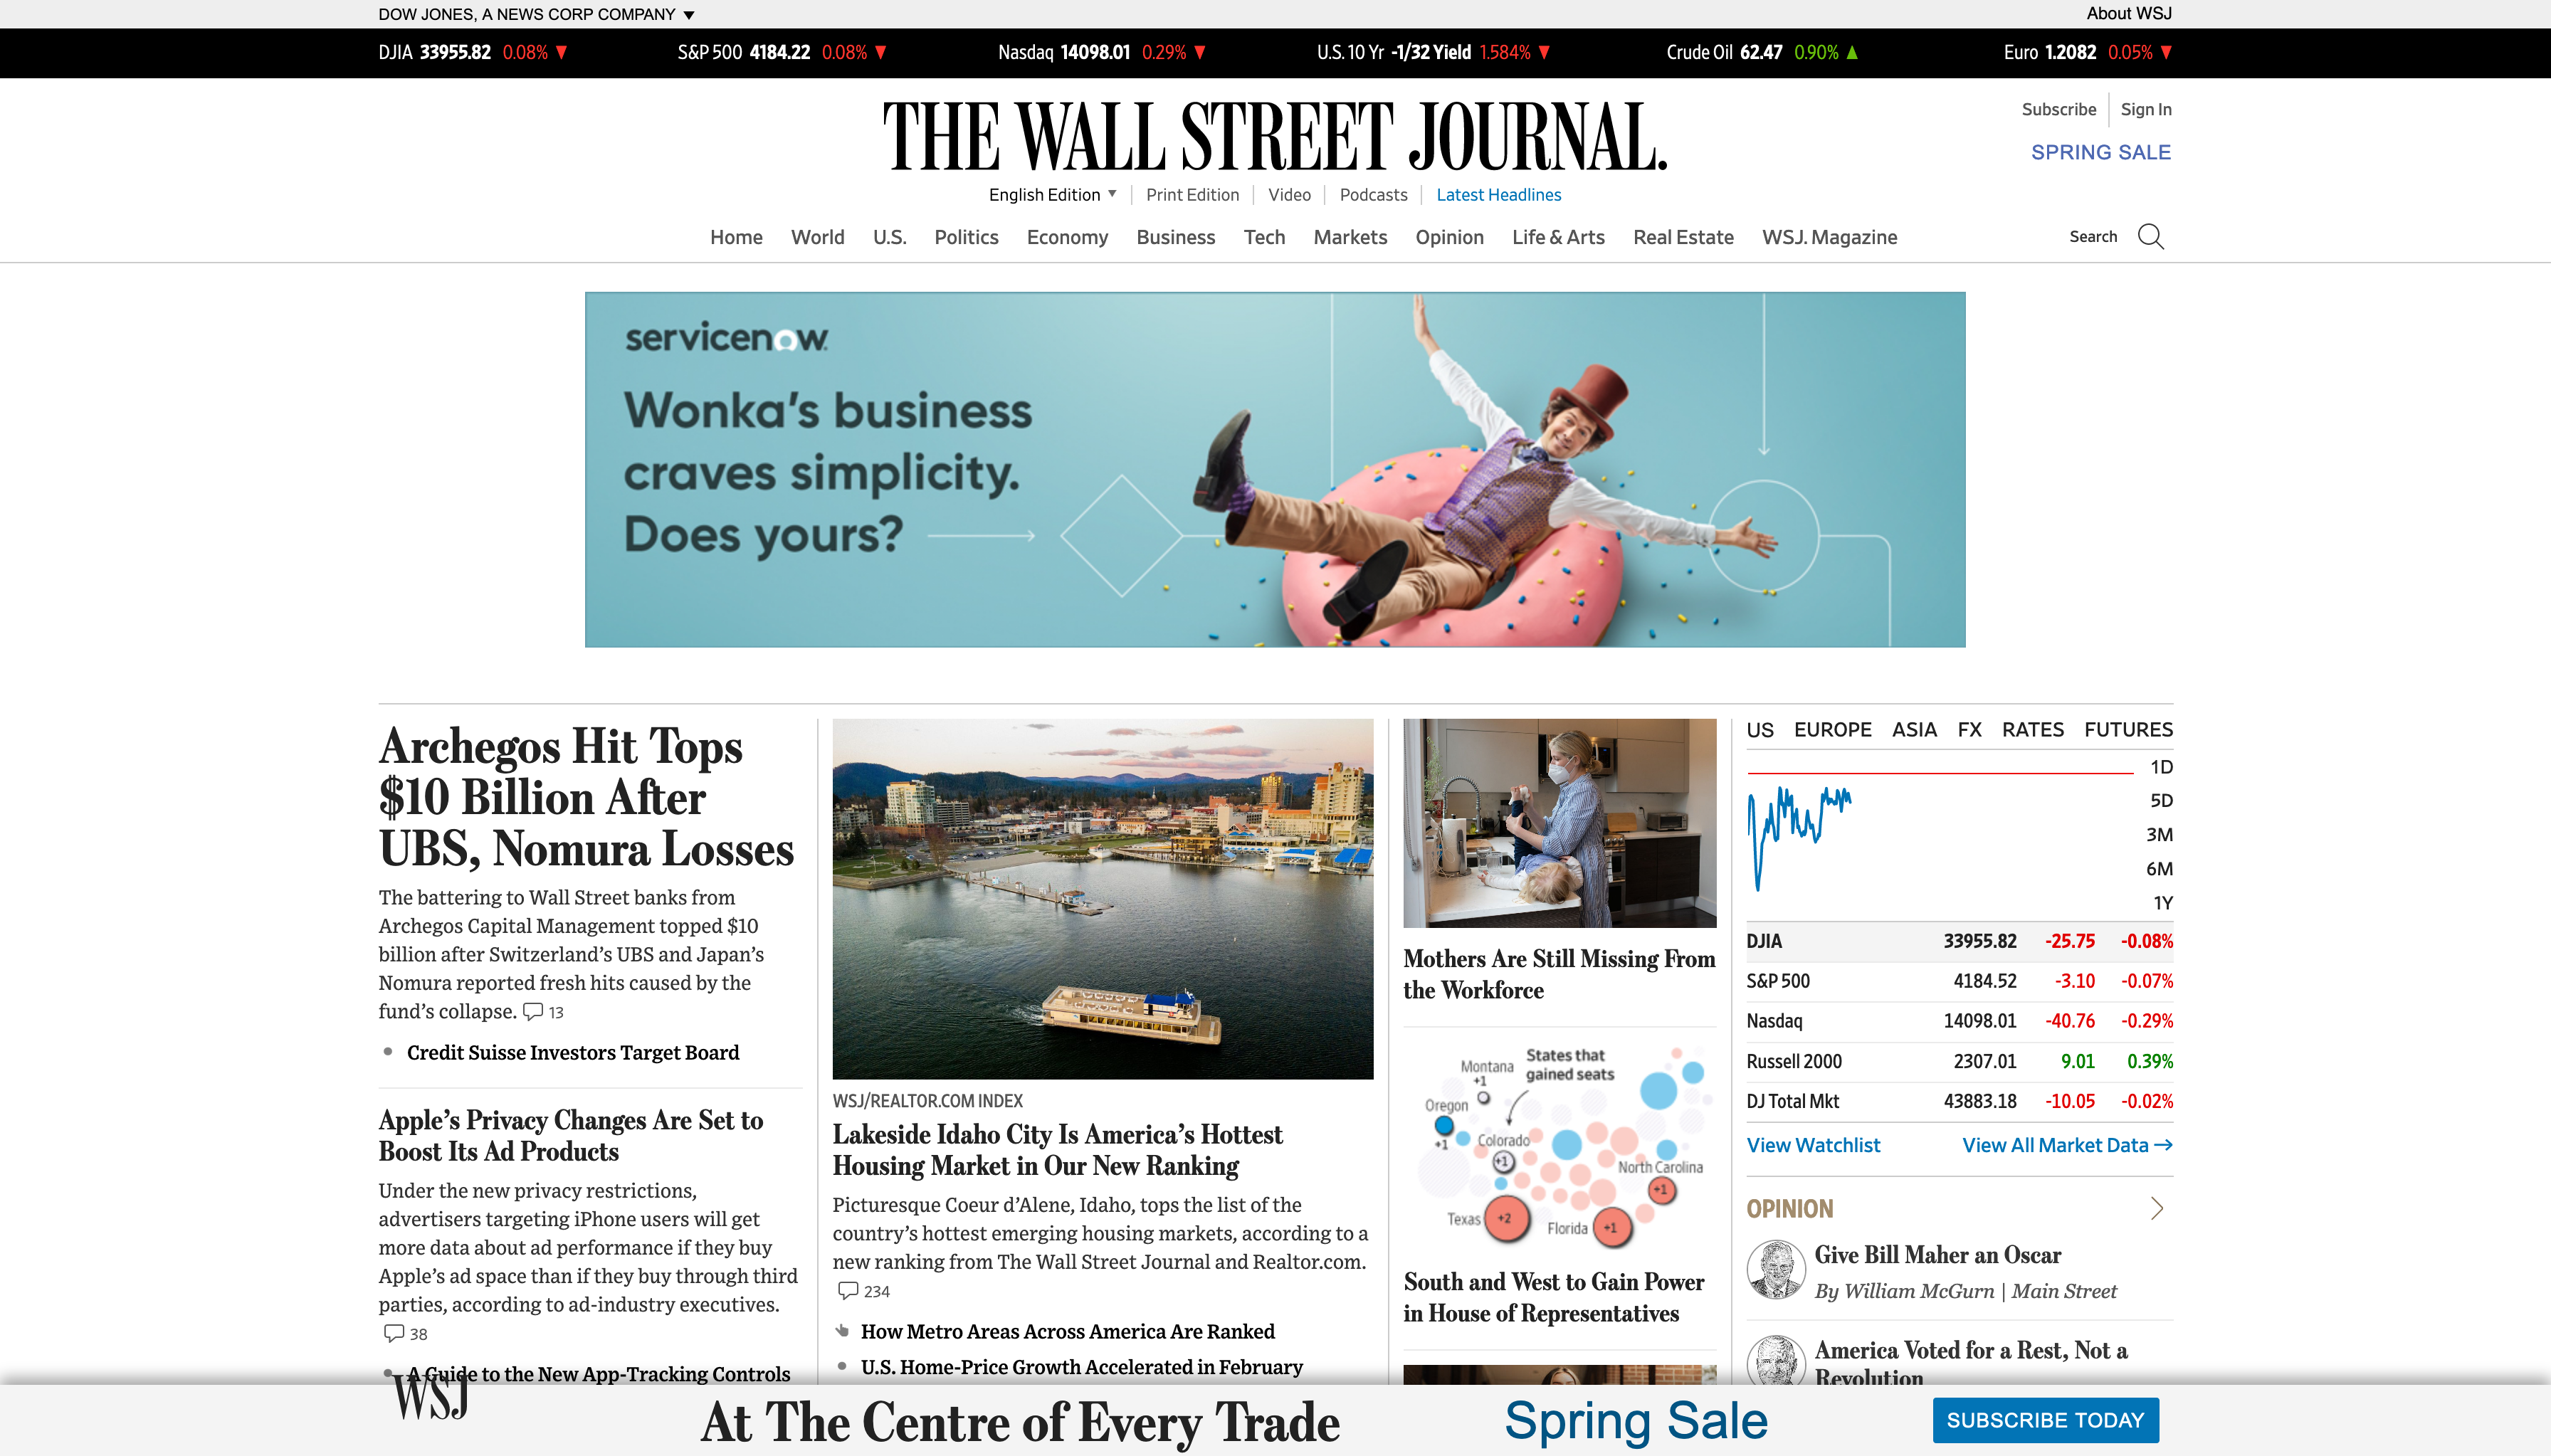 DOW JONES, A NEWS CORP COMPANY ▼
About WSJ
DJIA 33955.82 0.08% ▼
S&P 500 4184.22 0.08% ▼
Nasdaq 14098.01 0.29% ▼
U.S. 10 Yr -1/32 Yield 1.584% ▼
Crude Oil 62.47 0.90% ▲
Euro 1.2082 0.05% ▼
THE WALL STREET JOURNAL.
Subscribe
Sign In
SPRING SALE
English Edition ▼
Print Edition
Video
Podcasts
Latest Headlines
Home
World
U.S.
Politics
Economy
Business
Tech
Markets
Opinion
Life & Arts
Real Estate
WSJ. Magazine
Search
servicenow.
Wonka's business
craves simplicity.
Does yours?
Archegos Hit Tops
$10 Billion After
UBS, Nomura Losses
The battering to Wall Street banks from
Archegos Capital Management topped $10
billion after Switzerland's UBS and Japan's
Nomura reported fresh hits caused by the
fund's collapse. 13
Credit Suisse Investors Target Board
Apple's Privacy Changes Are Set to
Boost Its Ad Products
Under the new privacy restrictions,
advertisers targeting iPhone users will get
more data about ad performance if they buy
Apple's ad space than if they buy through third
parties, according to ad-industry executives.
38
A Guide to the New App-Tracking Controls
WSJ/REALTOR.COM INDEX
Lakeside Idaho City Is America's Hottest
Housing Market in Our New Ranking
Picturesque Coeur d'Alene, Idaho, tops the list of the
country's hottest emerging housing markets, according to a
new ranking from The Wall Street Journal and Realtor.com.
234
How Metro Areas Across America Are Ranked
U.S. Home-Price Growth Accelerated in February
Mothers Are Still Missing From
the Workforce
States that
gained seats
Montana
+1
Oregon
+1
Colorado
+1
North Carolina
+1
Texas
+2
Florida
+1
South and West to Gain Power
in House of Representatives
US
EUROPE
ASIA
FX
RATES
FUTURES
1D
5D
3M
6M
1Y
DJIA 33955.82 -25.75 -0.08%
S&P 500 4184.52 -3.10 -0.07%
Nasdaq 14098.01 -40.76 -0.29%
Russell 2000 2307.01 9.01 0.39%
DJ Total Mkt 43883.18 -10.05 -0.02%
View Watchlist
View All Market Data →
OPINION
Give Bill Maher an Oscar
By William McGurn | Main Street
America Voted for a Rest, Not a
Revolution
WSJ
At The Centre of Every Trade
Spring Sale
SUBSCRIBE TODAY